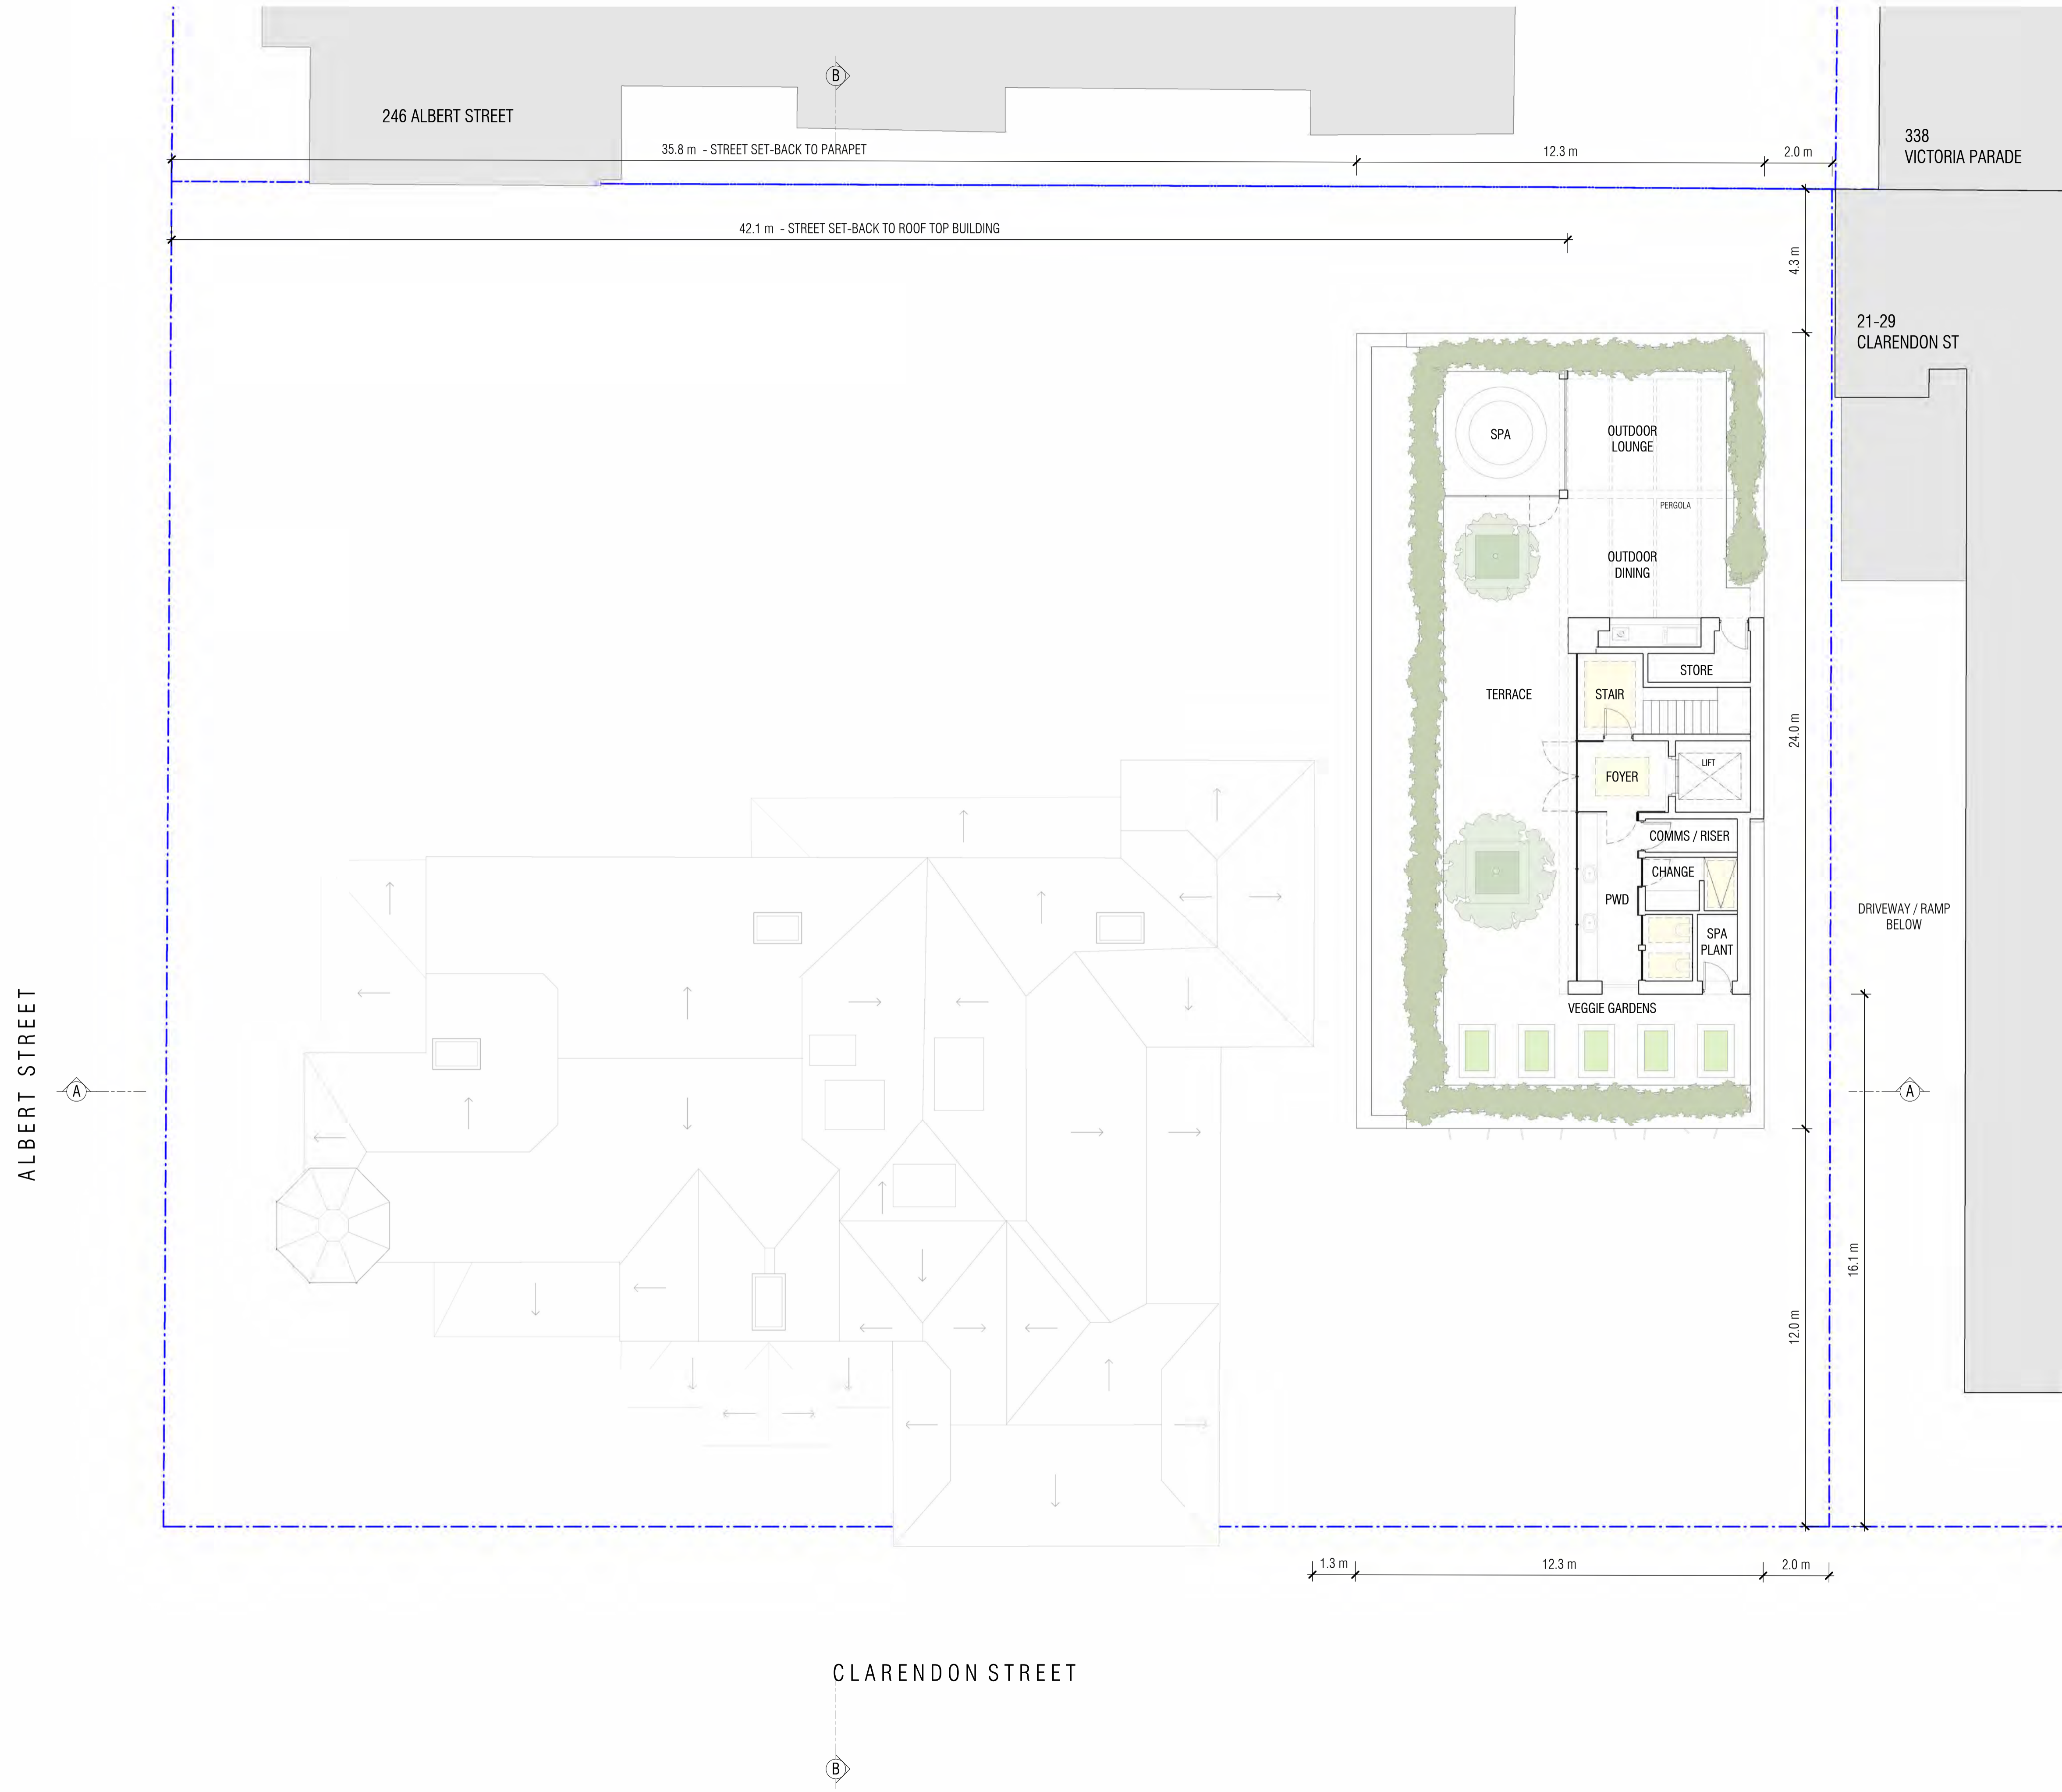 B
246 ALBERT STREET
338
VICTORIA PARADE
35.8 m - STREET SET-BACK TO PARAPET
12.3 m
2.0 m
42.1 m - STREET SET-BACK TO ROOF TOP BUILDING
4.3 m
21-29
CLARENDON ST
SPA
OUTDOOR
LOUNGE
PERGOLA
OUTDOOR
DINING
STORE
TERRACE
STAIR
24.0 m
FOYER
LIFT
COMMS / RISER
CHANGE
PWD
SPA
PLANT
DRIVEWAY / RAMP
BELOW
VEGGIE GARDENS
ALBERT STREET
A
A
16.1 m
12.0 m
1.3 m
12.3 m
2.0 m
CLARENDON STREET
B